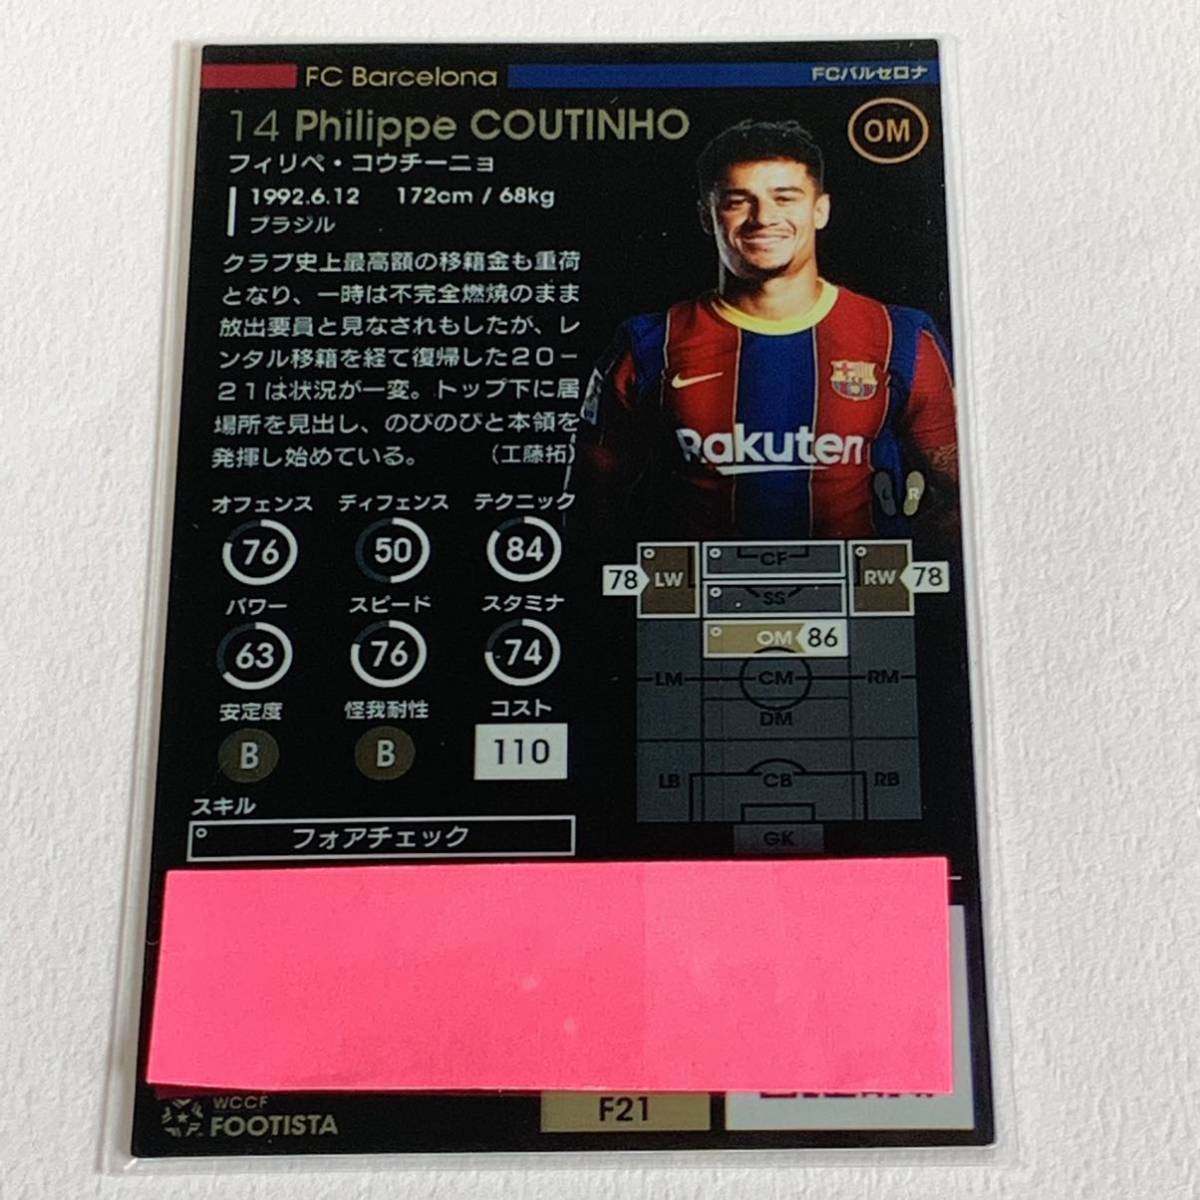 FC Barcelona FCバルセロナ
14 Philippe COUTINHO OM
フィリペ・コウチーニョ
1992.6.12 172cm / 68kg
ブラジル
クラブ史上最高額の移籍金も重荷
となり、一時は不完全燃焼のまま
放出要員と見なされもしたが、レ
ンタル移籍を経て復帰した20-
21は状況が一変。トップ下に居
場所を見出し、のびのびと本領を
発揮し始めている。 (工藤拓)
Rakuten
L R
オフェンス ディフェンス テクニック
76 50 84
パワー スピード スタミナ
63 76 74
安定度 怪我耐性 コスト
B B 110
スキル
フォアチェック
CF
78 LW RW 78
SS
OM 86
LM CM RM
DM
LB CB RB
GK
WCCF
FOOTISTA
F21